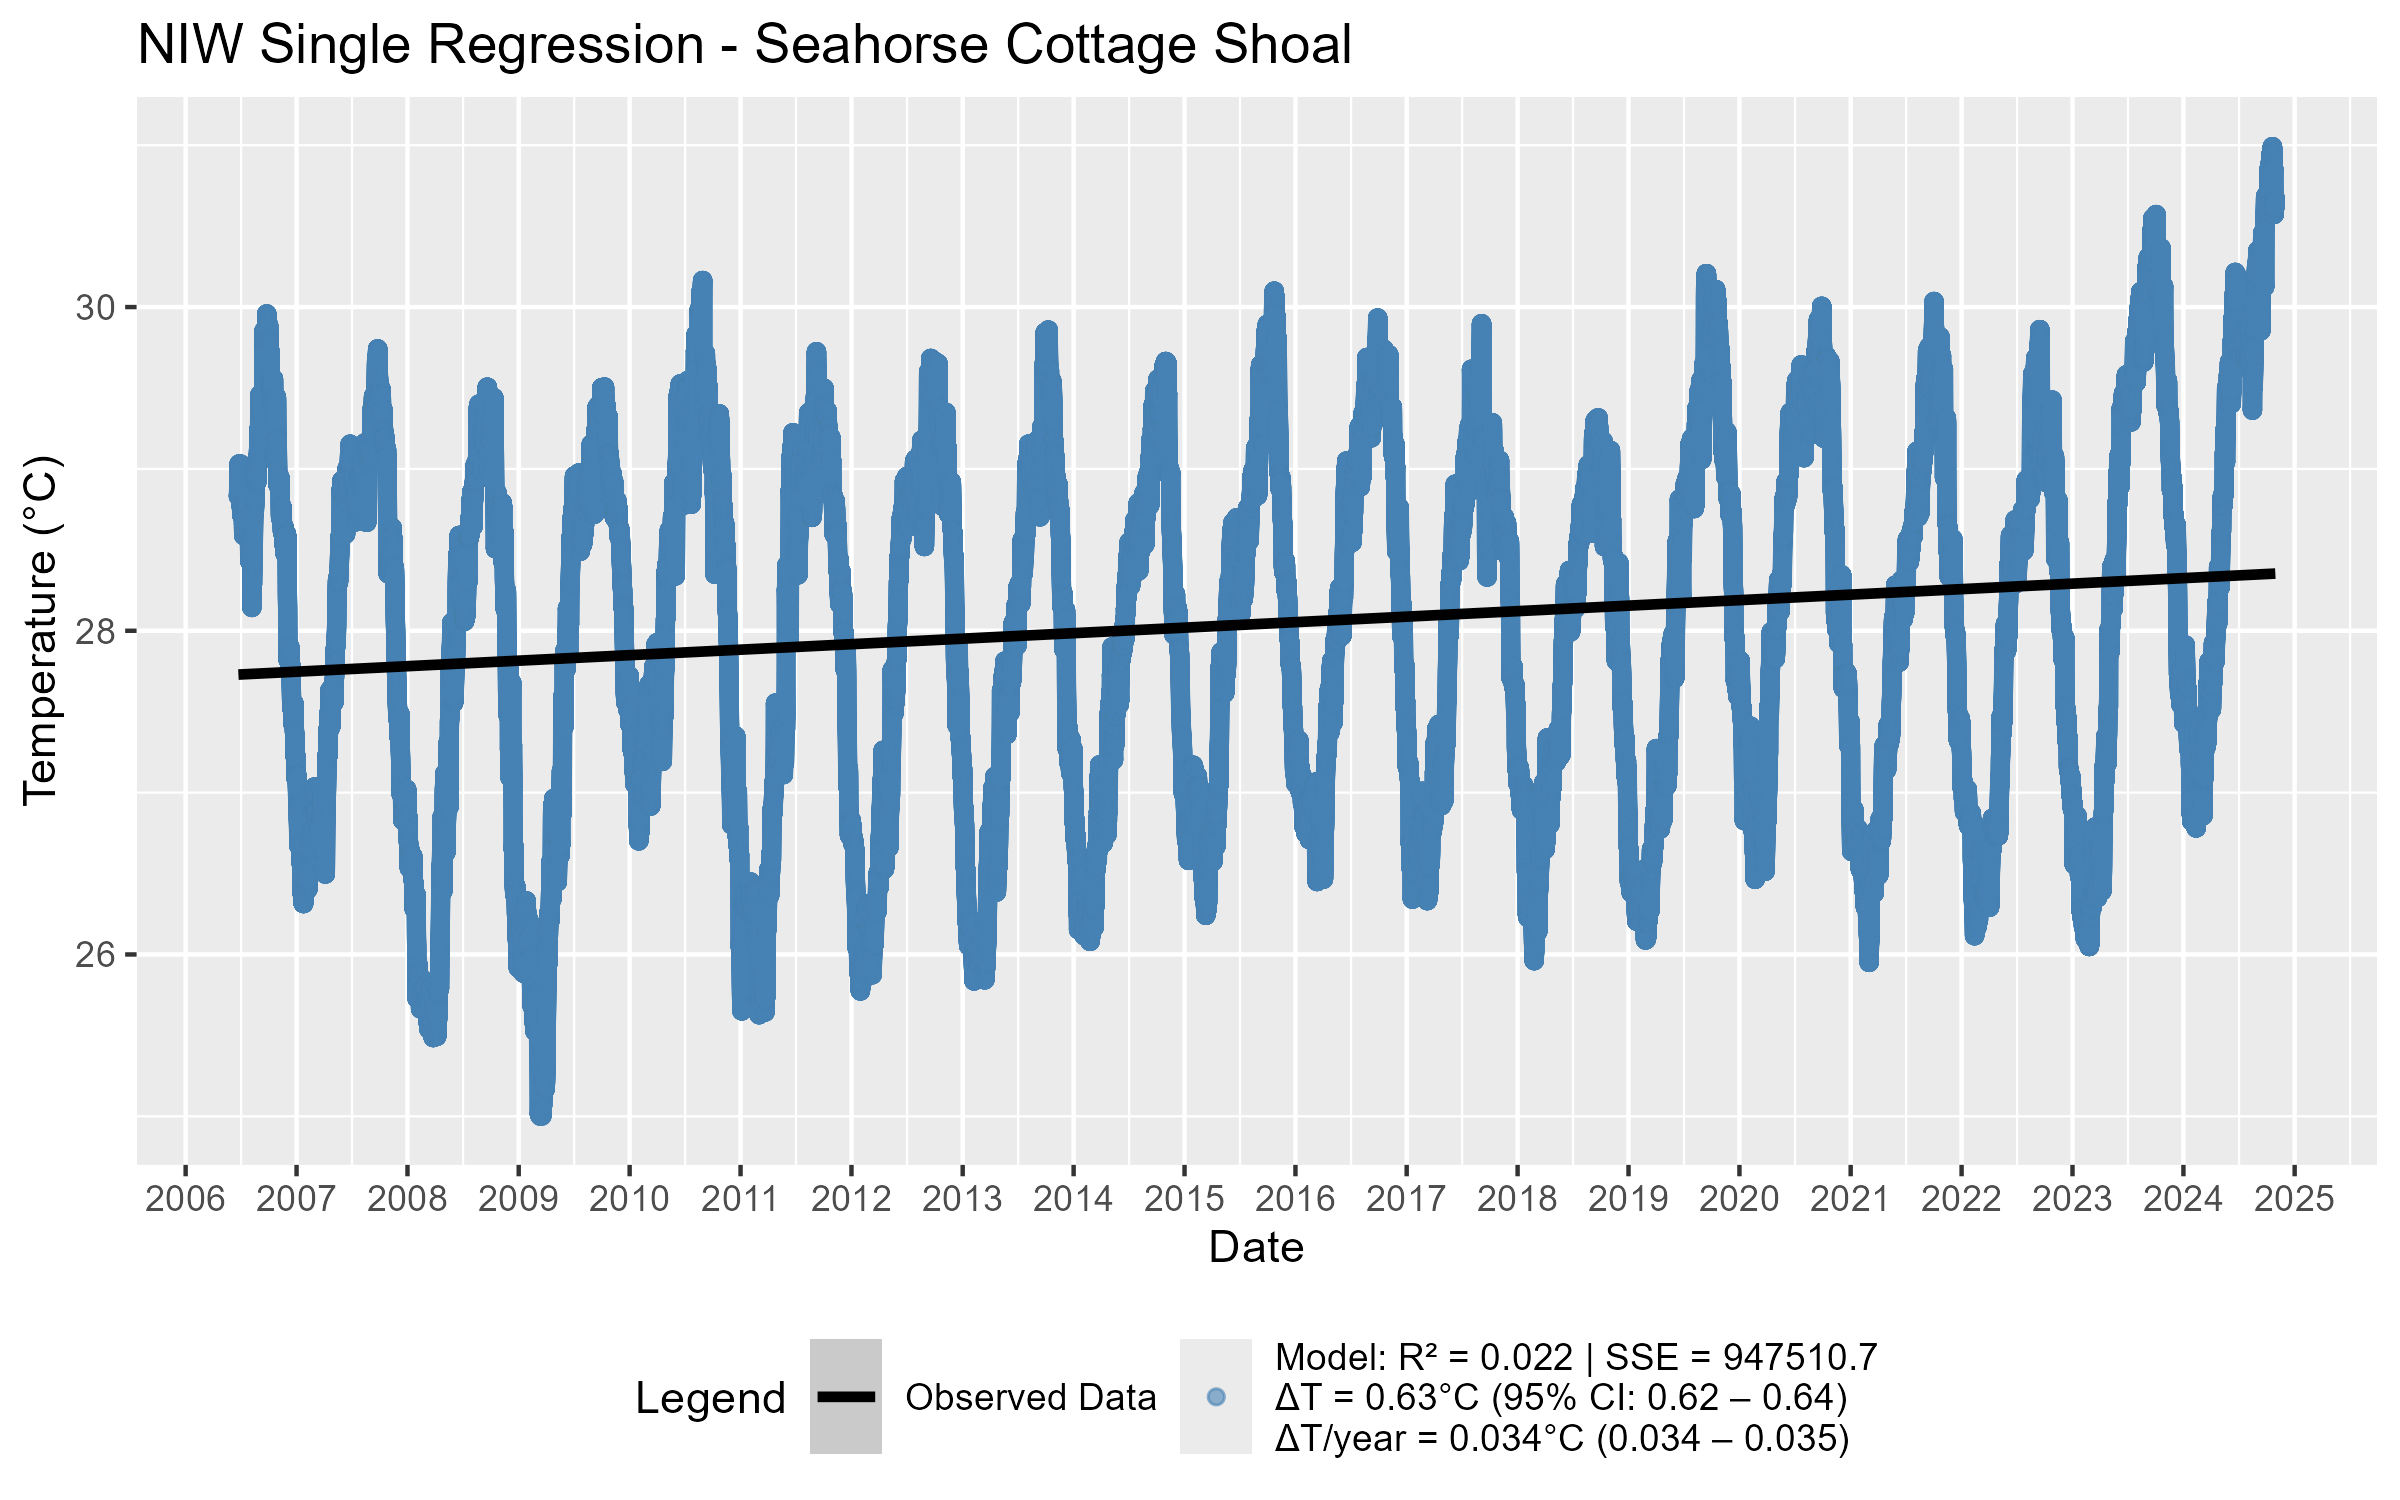 NIW Single Regression - Seahorse Cottage Shoal
Temperature (°C)
30
28
26
2006 2007 2008 2009 2010 2011 2012 2013 2014 2015 2016 2017 2018 2019 2020 2021 2022 2023 2024 2025
Date
Legend
Observed Data
Model: R² = 0.022 | SSE = 947510.7
ΔT = 0.63°C (95% CI: 0.62 – 0.64)
ΔT/year = 0.034°C (0.034 – 0.035)